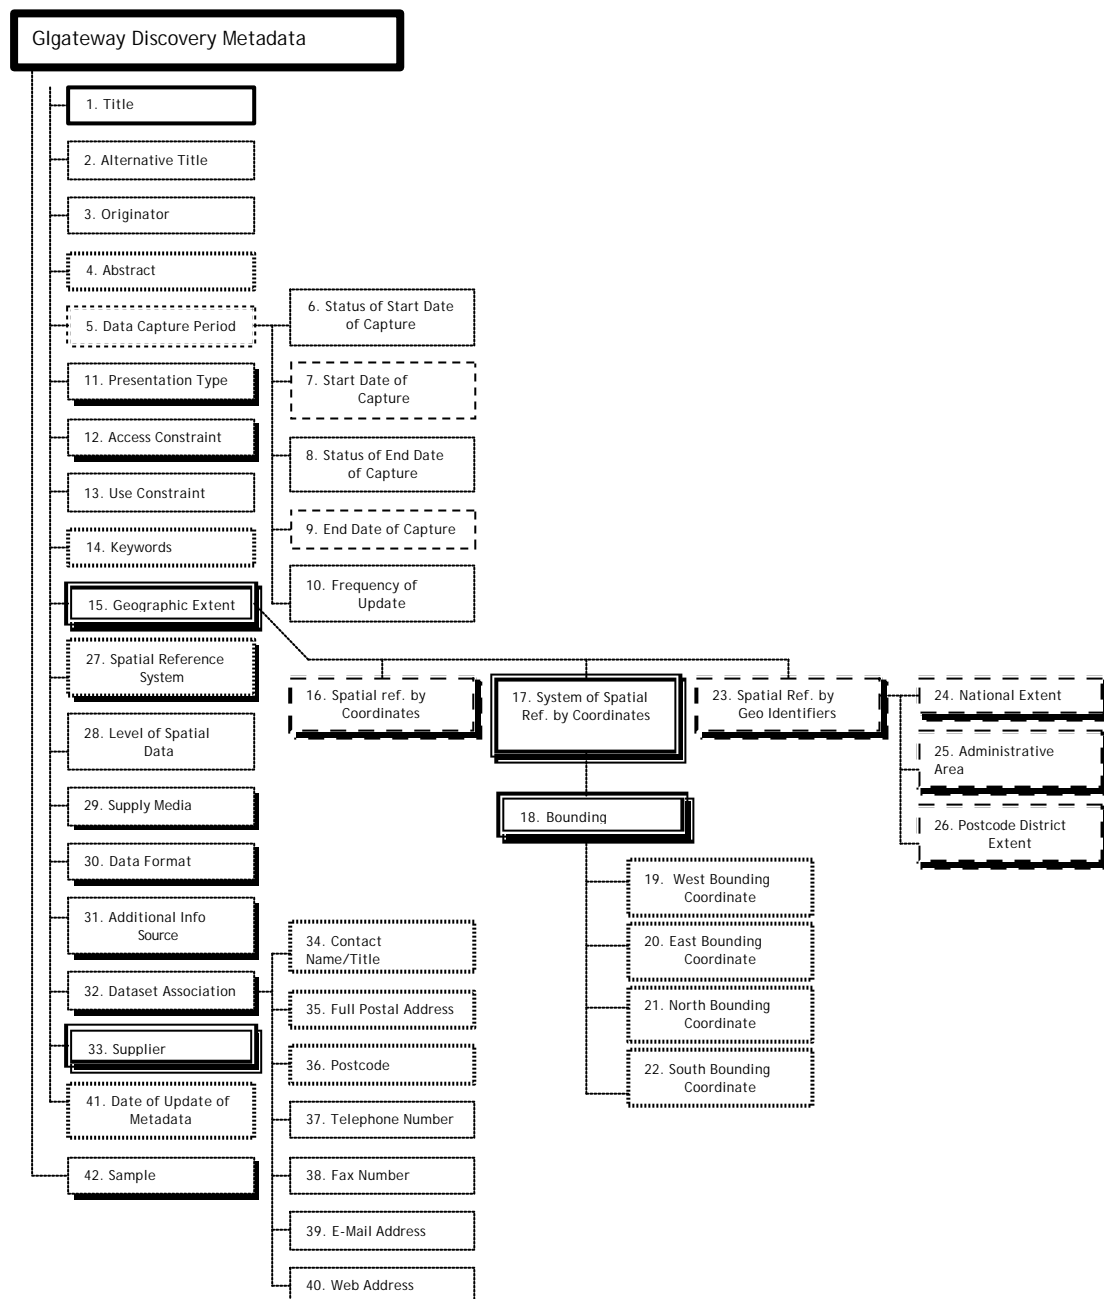 GIgateway Discovery Metadata
1. Title
2. Alternative Title
3. Originator
4. Abstract
5. Data Capture Period
6. Status of Start Date
of Capture
7. Start Date of
Capture
8. Status of End Date
of Capture
9. End Date of Capture
10. Frequency of
Update
11. Presentation Type
12. Access Constraint
13. Use Constraint
14. Keywords
15. Geographic Extent
16. Spatial ref. by
Coordinates
17. System of Spatial
Ref. by Coordinates
18. Bounding
19. West Bounding
Coordinate
20. East Bounding
Coordinate
21. North Bounding
Coordinate
22. South Bounding
Coordinate
23. Spatial Ref. by
Geo Identifiers
24. National Extent
25. Administrative
Area
26. Postcode District
Extent
27. Spatial Reference
System
28. Level of Spatial
Data
29. Supply Media
30. Data Format
31. Additional Info
Source
32. Dataset Association
33. Supplier
34. Contact
Name/Title
35. Full Postal Address
36. Postcode
37. Telephone Number
38. Fax Number
39. E-Mail Address
40. Web Address
41. Date of Update of
Metadata
42. Sample